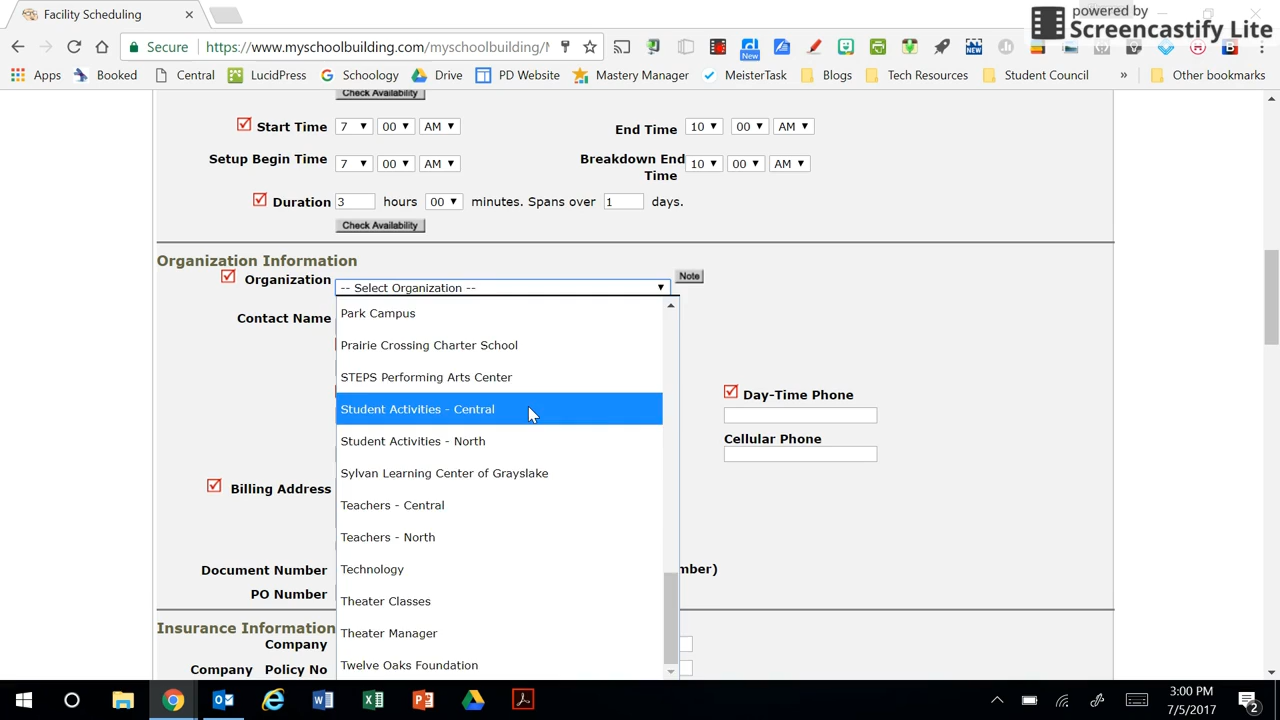 Facility Scheduling
powered by
Screencastify Lite
Secure
https://www.myschoolbuilding.com/myschoolbuilding/
New
NEW
Apps
Booked
Central
LucidPress
Schoology
Drive
PD Website
Mastery Manager
MeisterTask
Blogs
Tech Resources
Student Council
»
Other bookmarks
Check Availability
Start Time 7 00 AM End Time 10 00 AM
Setup Begin Time 7 00 AM Breakdown End 10 00 AM
Time
Duration 3 hours 00 minutes. Spans over 1 days.
Check Availability
Organization Information
Organization -- Select Organization -- Note
Park Campus
Contact Name
Prairie Crossing Charter School
STEPS Performing Arts Center
Day-Time Phone
Student Activities - Central
Student Activities - North
Cellular Phone
Sylvan Learning Center of Grayslake
Billing Address
Teachers - Central
Teachers - North
Document Number Technology mber)
PO Number
Theater Classes
Insurance Information
Theater Manager
Company
Twelve Oaks Foundation
Company Policy No
3:00 PM
7/5/2017
2